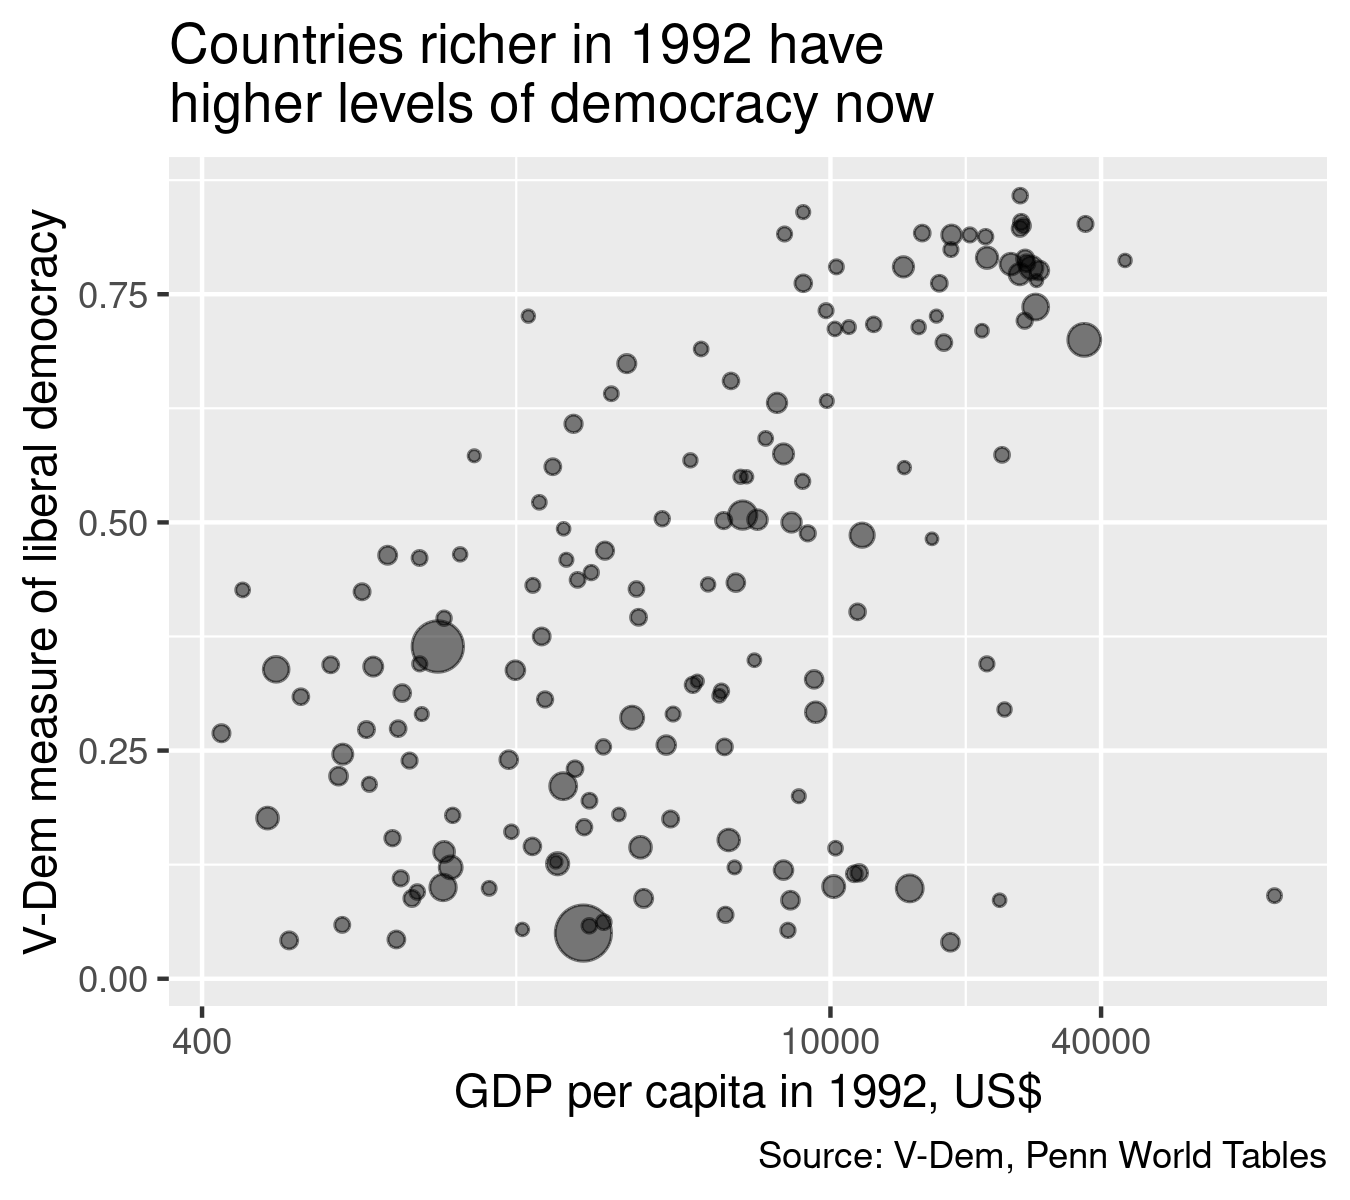 Countries richer in 1992 have
higher levels of democracy now
V-Dem measure of liberal democracy
0.75
0.50
0.25
0.00
400
10000
40000
GDP per capita in 1992, US$
Source: V-Dem, Penn World Tables